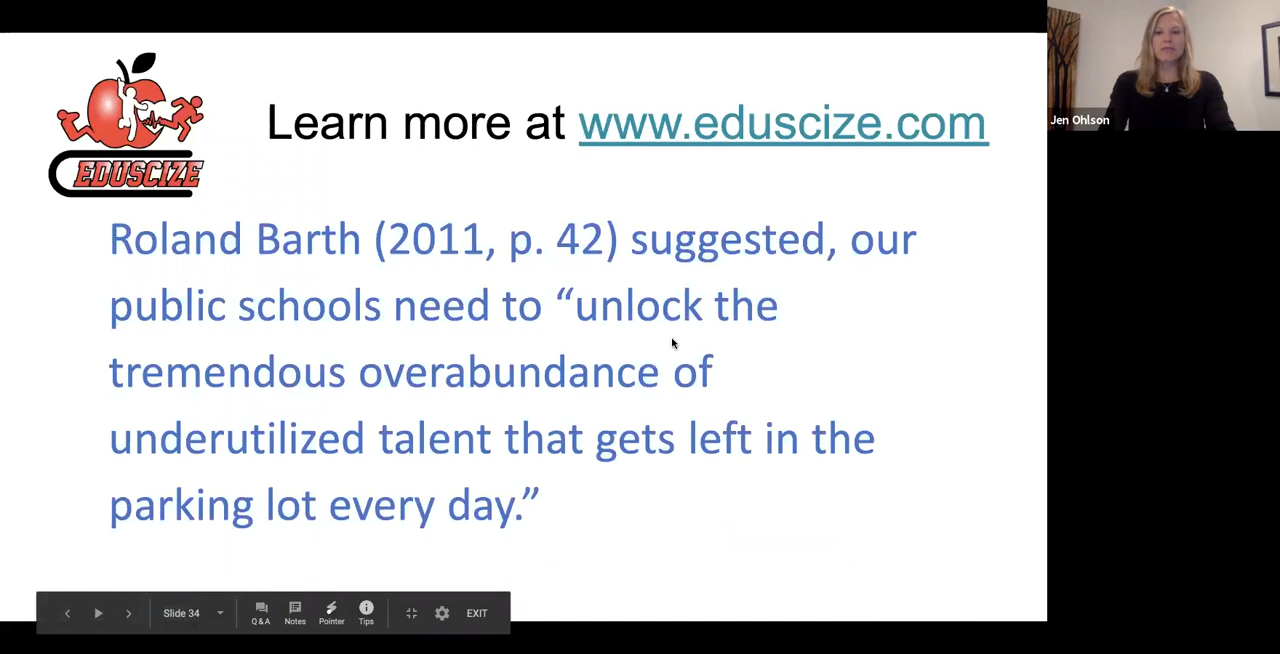 Learn more at www.eduscize.com
EDUSCIZE
Roland Barth (2011, p. 42) suggested, our
public schools need to “unlock the
tremendous overabundance of
underutilized talent that gets left in the
parking lot every day.”
Jen Ohlson
Slide 34
Q & A
Notes
Pointer
Tips
EXIT